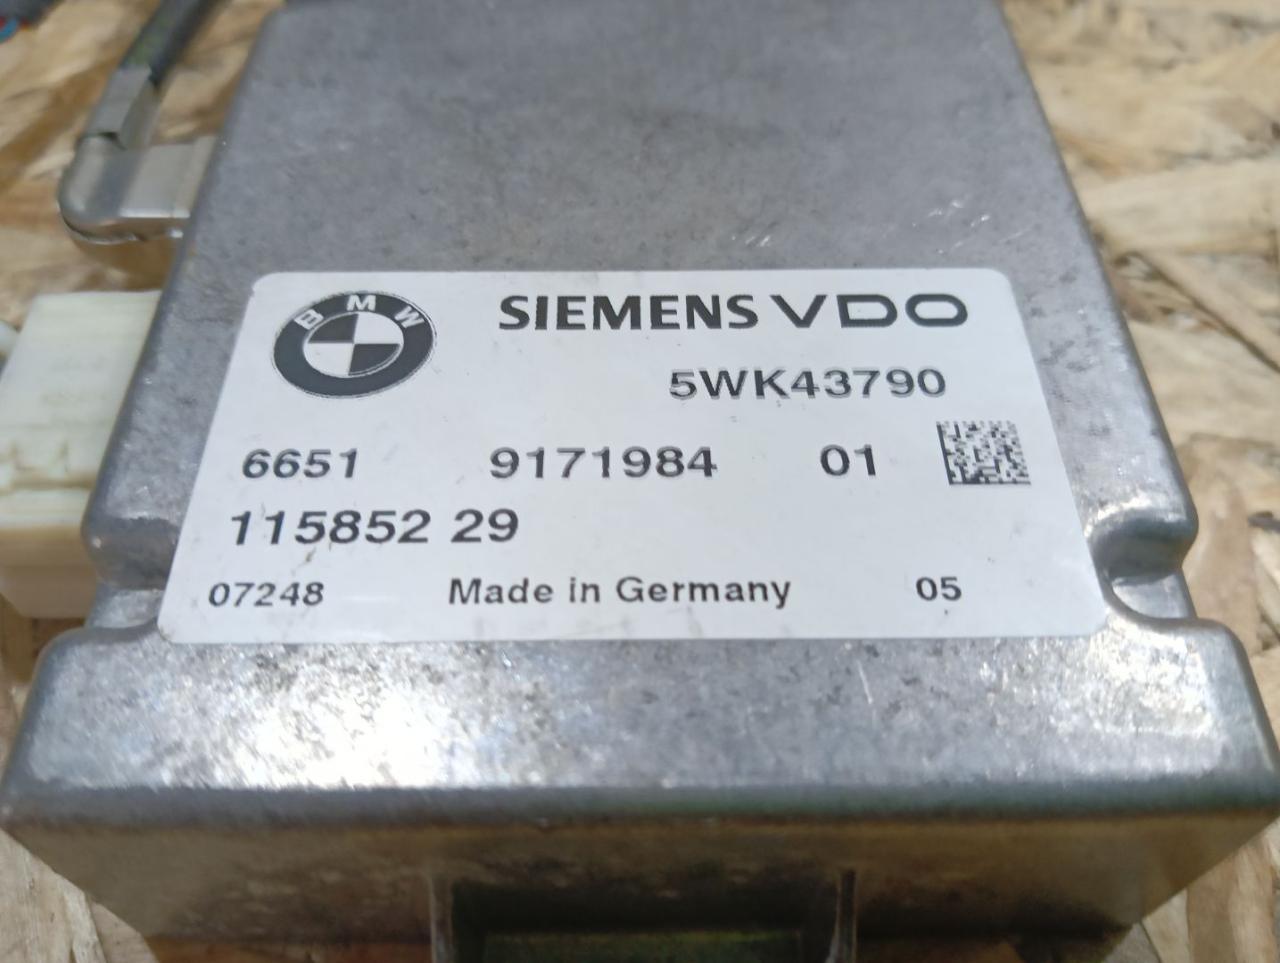 BMW SIEMENS VDO
5WK43790
6651 9171984 01
115852 29
07248 Made in Germany 05